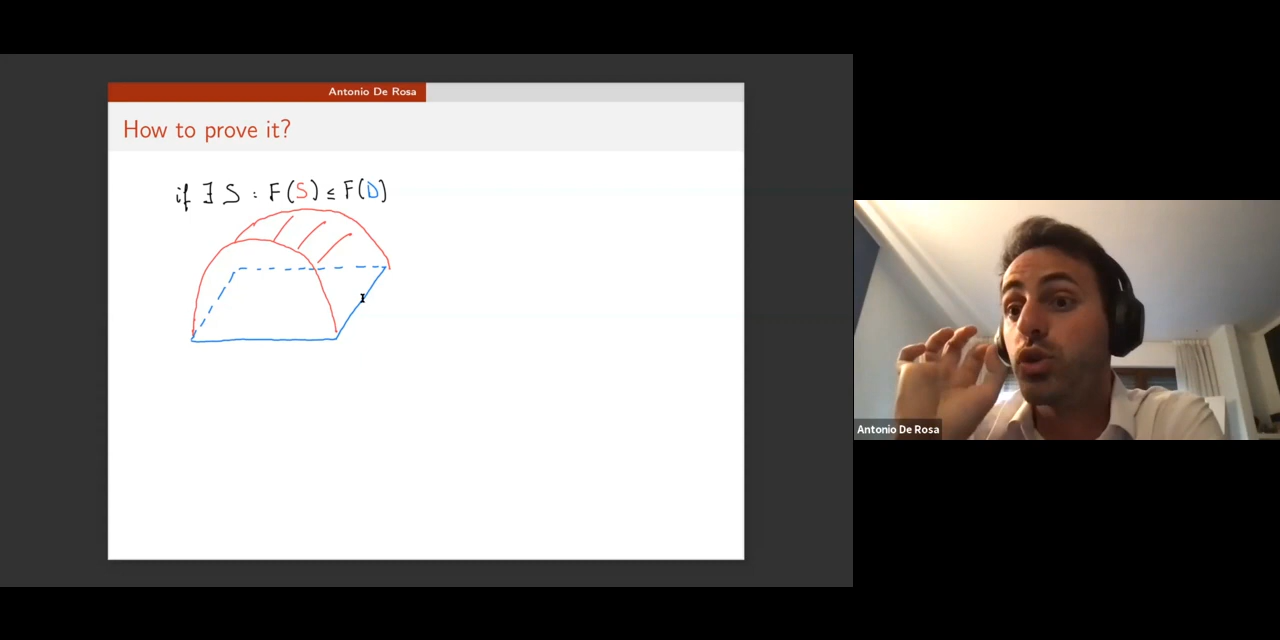 Antonio De Rosa
How to prove it?
if ∃ S : F(S) ≤ F(D)
Antonio De Rosa